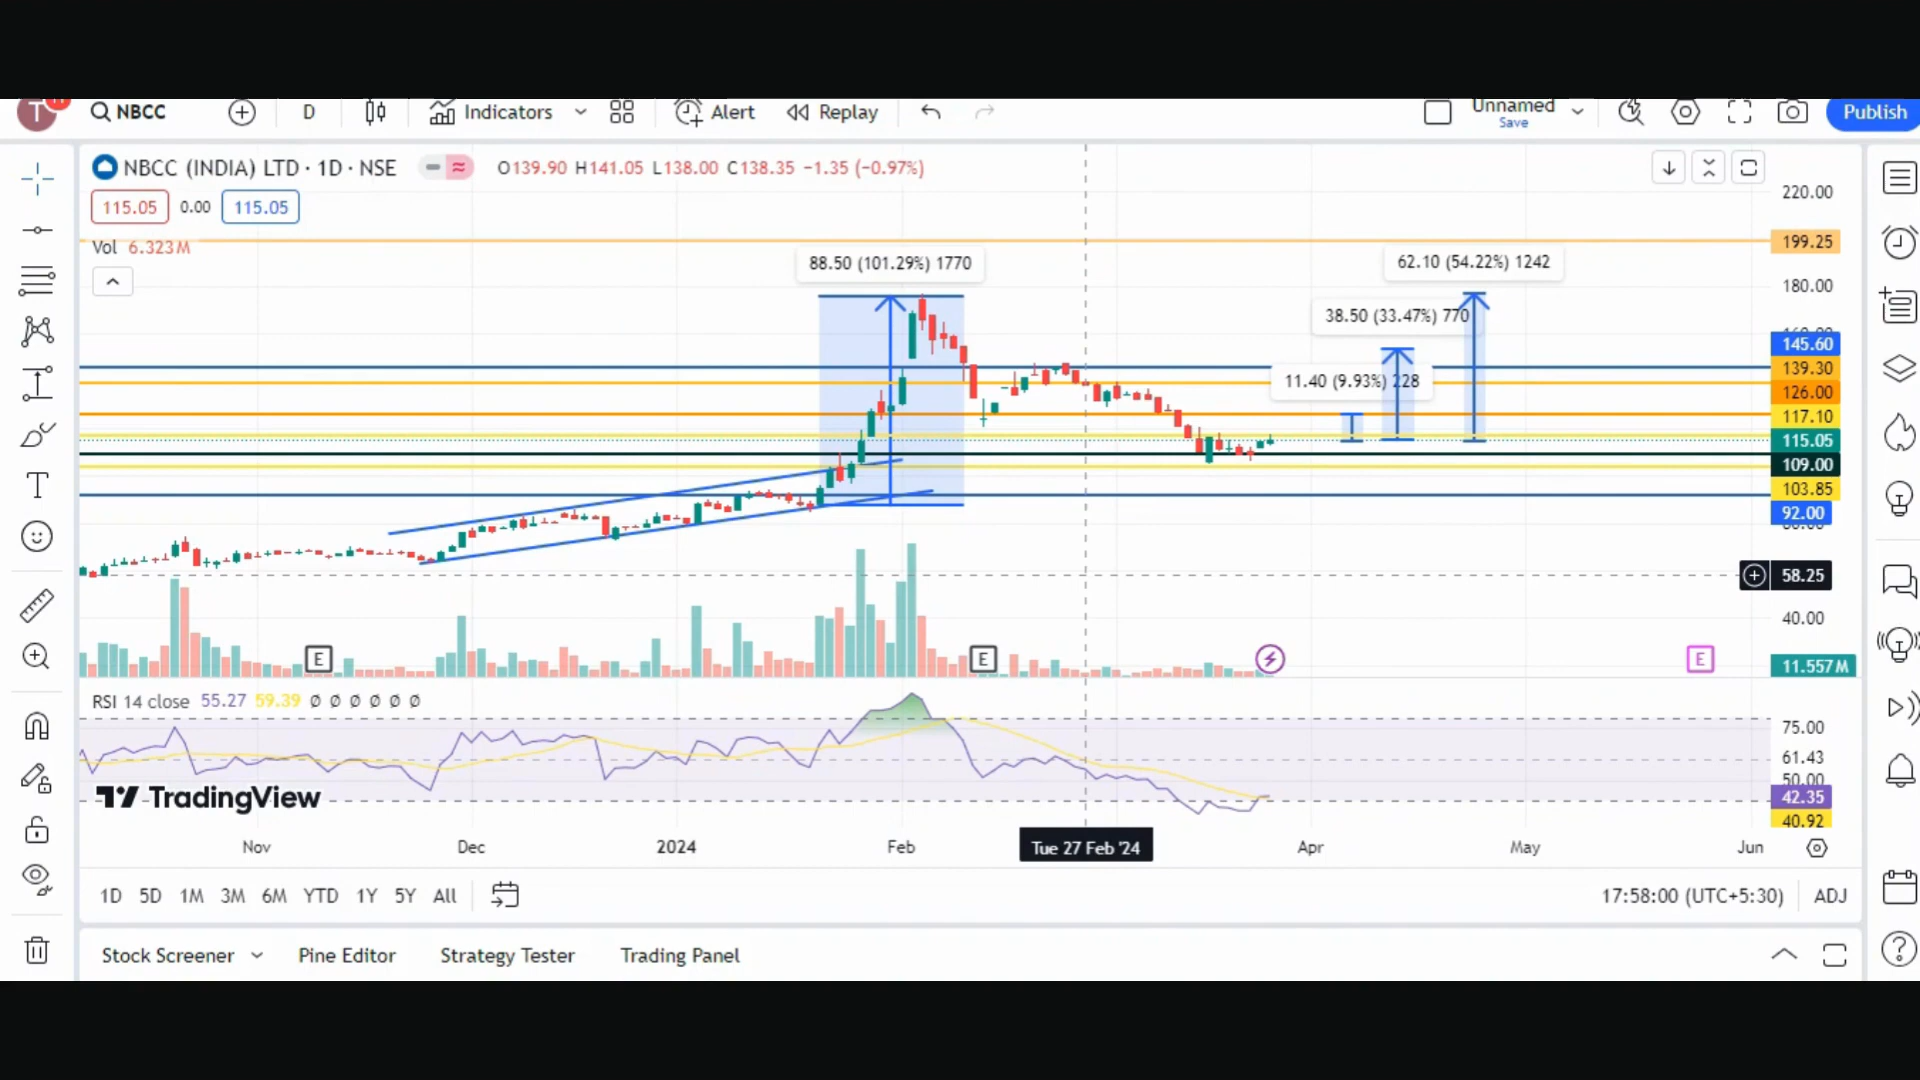 T 11 NBCC D Indicators Alert Replay Unnamed Save Publish
NBCC (INDIA) LTD · 1D · NSE O139.90 H141.05 L138.00 C138.35 −1.35 (−0.97%)
115.05 0.00 115.05
Vol 6.323M
88.50 (101.29%) 1770
62.10 (54.22%) 1242
38.50 (33.47%) 770
11.40 (9.93%) 228
220.00
199.25
180.00
160.00
145.60
139.30
126.00
117.10
115.05
109.00
103.85
92.00
58.25
40.00
11.557M
E E E
RSI 14 close 55.27 59.39 Ø Ø Ø Ø Ø Ø
75.00
61.43
50.00
42.35
40.92
TradingView
Nov Dec 2024 Feb Tue 27 Feb '24 Apr May Jun
1D 5D 1M 3M 6M YTD 1Y 5Y All 17:58:00 (UTC+5:30) ADJ
Stock Screener Pine Editor Strategy Tester Trading Panel